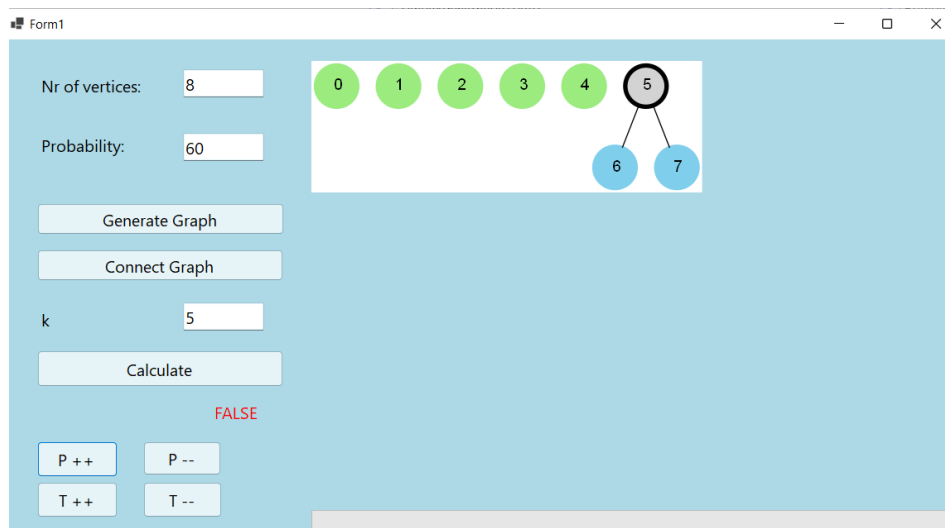 Form1
Nr of vertices: 8
Probability: 60
Generate Graph
Connect Graph
k 5
Calculate
FALSE
P ++ P --
T ++ T --
0 1 2 3 4 5
6 7